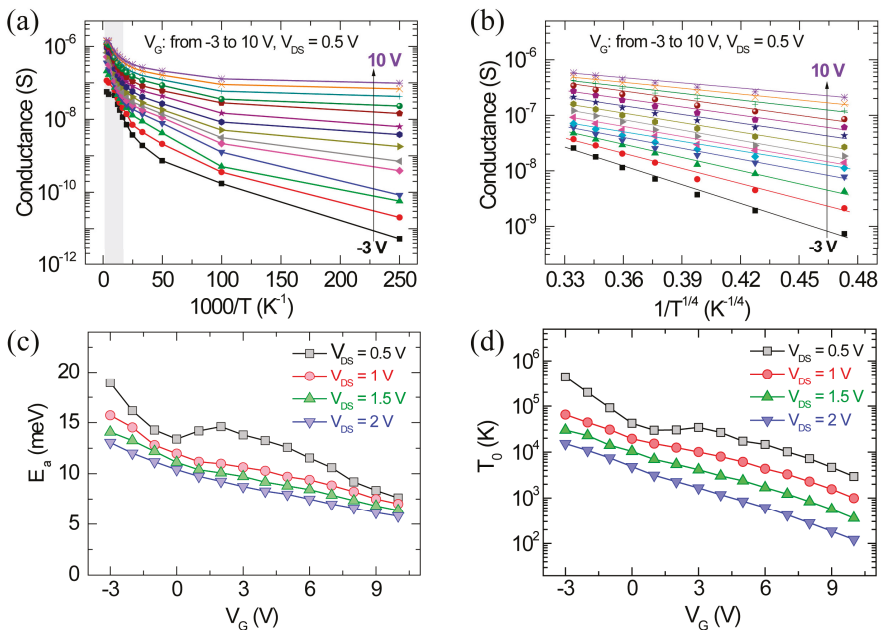 (a)
V_G: from -3 to 10 V, V_DS = 0.5 V
10 V
-3 V
Conductance (S)
10^-6
10^-8
10^-10
10^-12
0 50 100 150 200 250
1000/T (K^-1)
(b)
V_G: from -3 to 10 V, V_DS = 0.5 V
10 V
-3 V
Conductance (S)
10^-6
10^-7
10^-8
10^-9
0.33 0.36 0.39 0.42 0.45 0.48
1/T^1/4 (K^-1/4)
(c)
V_DS = 0.5 V
V_DS = 1 V
V_DS = 1.5 V
V_DS = 2 V
E_a (meV)
20
15
10
5
0
-3 0 3 6 9
V_G (V)
(d)
V_DS = 0.5 V
V_DS = 1 V
V_DS = 1.5 V
V_DS = 2 V
T_0 (K)
10^6
10^5
10^4
10^3
10^2
-3 0 3 6 9
V_G (V)